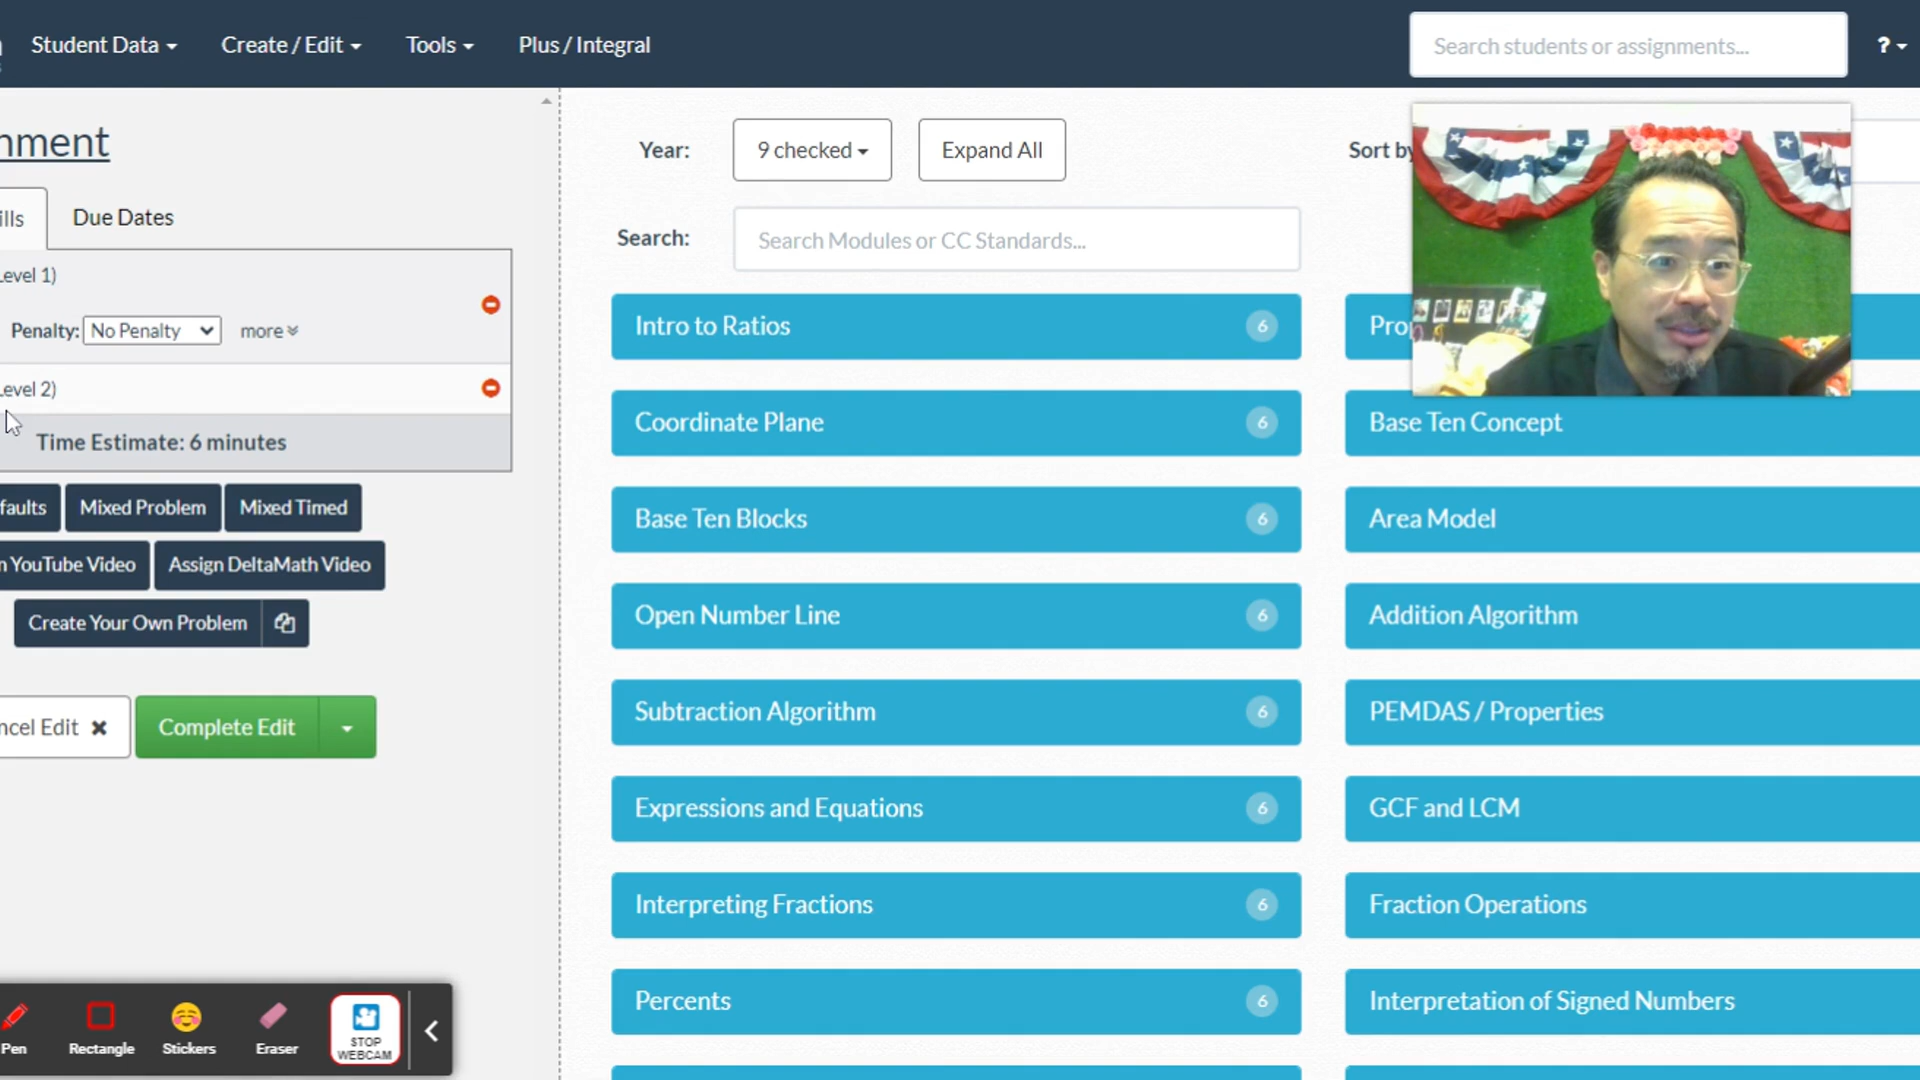 Student Data
Create / Edit
Tools
Plus / Integral
Search students or assignments...
?
nment
ills
Due Dates
Level 1)
Penalty: No Penalty more
Level 2)
Time Estimate: 6 minutes
faults
Mixed Problem
Mixed Timed
n YouTube Video
Assign DeltaMath Video
Create Your Own Problem
ncel Edit
Complete Edit
Year: 9 checked
Expand All
Sort by
Search: Search Modules or CC Standards...
Intro to Ratios 6
Coordinate Plane 6
Base Ten Concept
Base Ten Blocks 6
Area Model
Open Number Line 6
Addition Algorithm
Subtraction Algorithm 6
PEMDAS / Properties
Expressions and Equations 6
GCF and LCM
Interpreting Fractions 6
Fraction Operations
Percents 6
Interpretation of Signed Numbers
Pen
Rectangle
Stickers
Eraser
STOP
WEBCAM